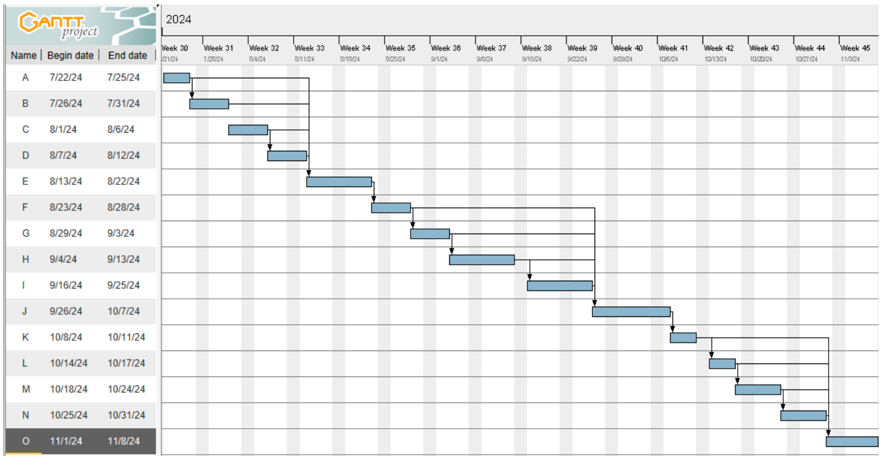 GANTT
project
2024
Name Begin date End date
Week 30 Week 31 Week 32 Week 33 Week 34 Week 35 Week 36 Week 37 Week 38 Week 39 Week 40 Week 41 Week 42 Week 43 Week 44 Week 45
/21/24 7/28/24 8/4/24 8/11/24 8/18/24 8/25/24 9/1/24 9/8/24 9/15/24 9/22/24 9/29/24 10/6/24 10/13/24 10/20/24 10/27/24 11/3/24
A 7/22/24 7/25/24
B 7/26/24 7/31/24
C 8/1/24 8/6/24
D 8/7/24 8/12/24
E 8/13/24 8/22/24
F 8/23/24 8/28/24
G 8/29/24 9/3/24
H 9/4/24 9/13/24
I 9/16/24 9/25/24
J 9/26/24 10/7/24
K 10/8/24 10/11/24
L 10/14/24 10/17/24
M 10/18/24 10/24/24
N 10/25/24 10/31/24
O 11/1/24 11/8/24